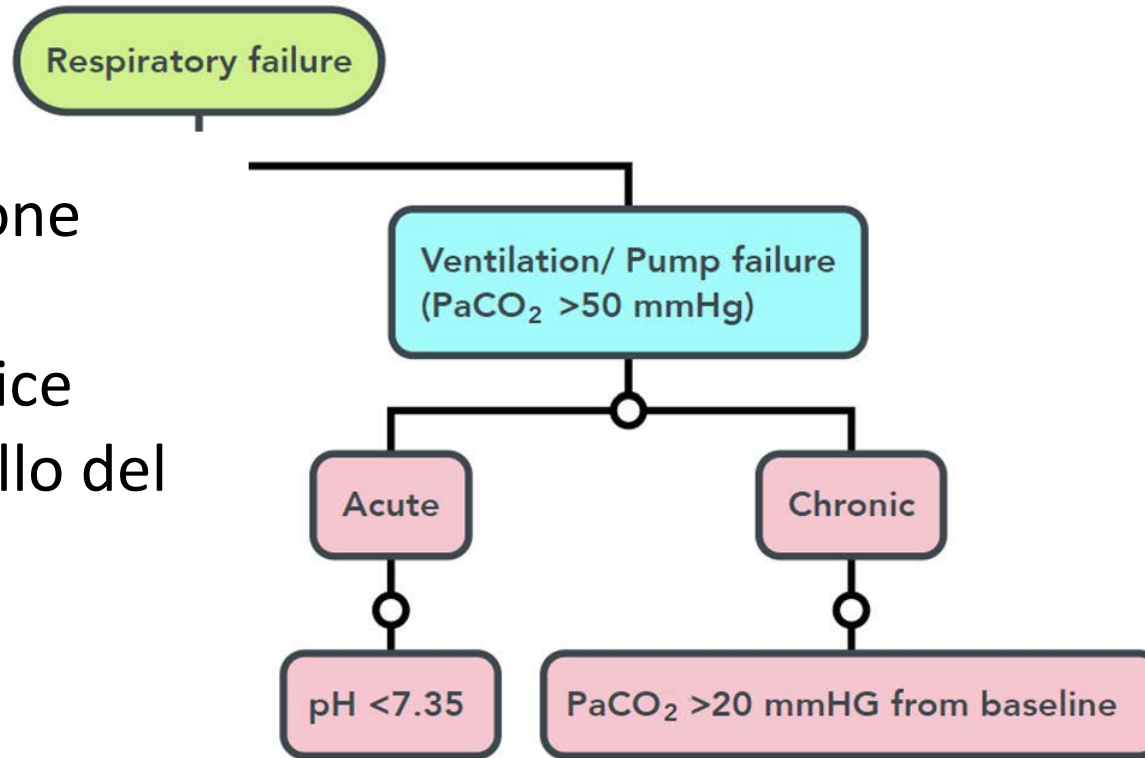 Respiratory failure
one
Ventilation/ Pump failure
(PaCO₂ >50 mmHg)
ice
llo del
Acute
Chronic
pH <7.35
PaCO₂ >20 mmHG from baseline